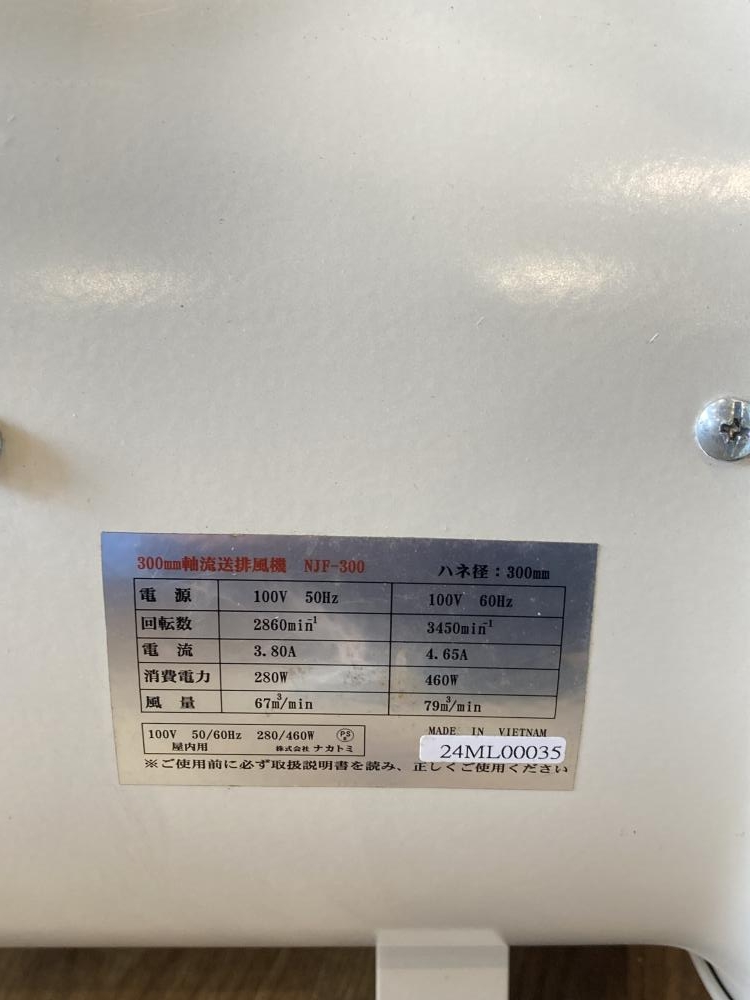 300mm軸流送排風機 NJF-300 ハネ径：300mm
電 源 100V 50Hz 100V 60Hz
回転数 2860min⁻¹ 3450min⁻¹
電 流 3.80A 4.65A
消費電力 280W 460W
風 量 67m³/min 79m³/min
100V 50/60Hz 280/460W PSE
屋内用 株式会社 ナカトミ
MADE IN VIETNAM
24ML00035
※ご使用前に必ず取扱説明書を読み、正しくご使用ください